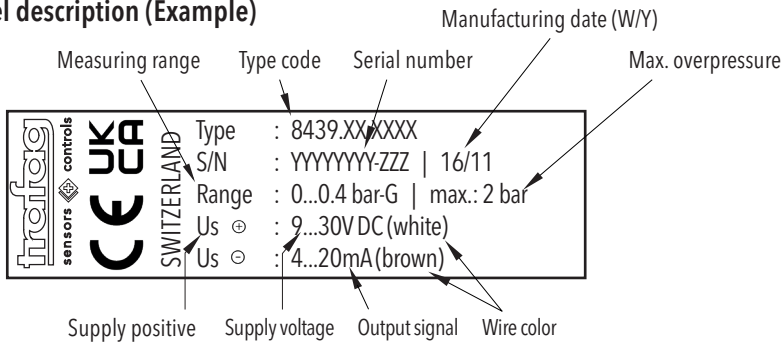 el description (Example)
Manufacturing date (W/Y)
Measuring range Type code Serial number Max. overpressure
trafag
sensors controls
CE
UK
CA
SWITZERLAND
Type : 8439.XX.XXXX
S/N : YYYYYYYY-ZZZ | 16/11
Range : 0...0.4 bar-G | max.: 2 bar
Us ⊕ : 9...30V DC (white)
Us ⊖ : 4...20mA (brown)
Supply positive Supply voltage Output signal Wire color